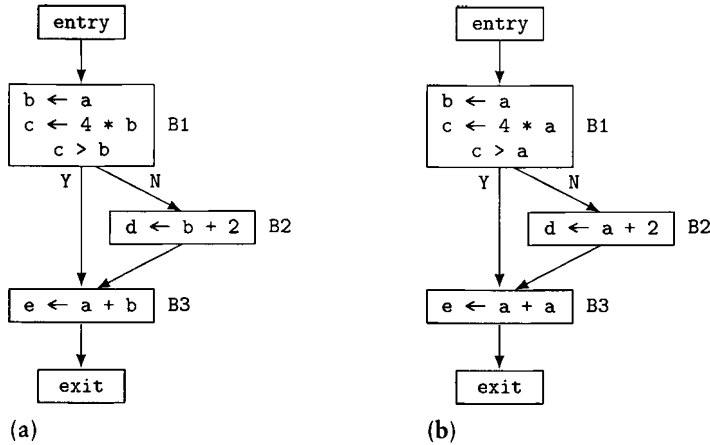 entry
b ← a
c ← 4 * b
c > b
B1
Y
N
d ← b + 2
B2
e ← a + b
B3
exit
(a)
entry
b ← a
c ← 4 * a
c > a
B1
Y
N
d ← a + 2
B2
e ← a + a
B3
exit
(b)